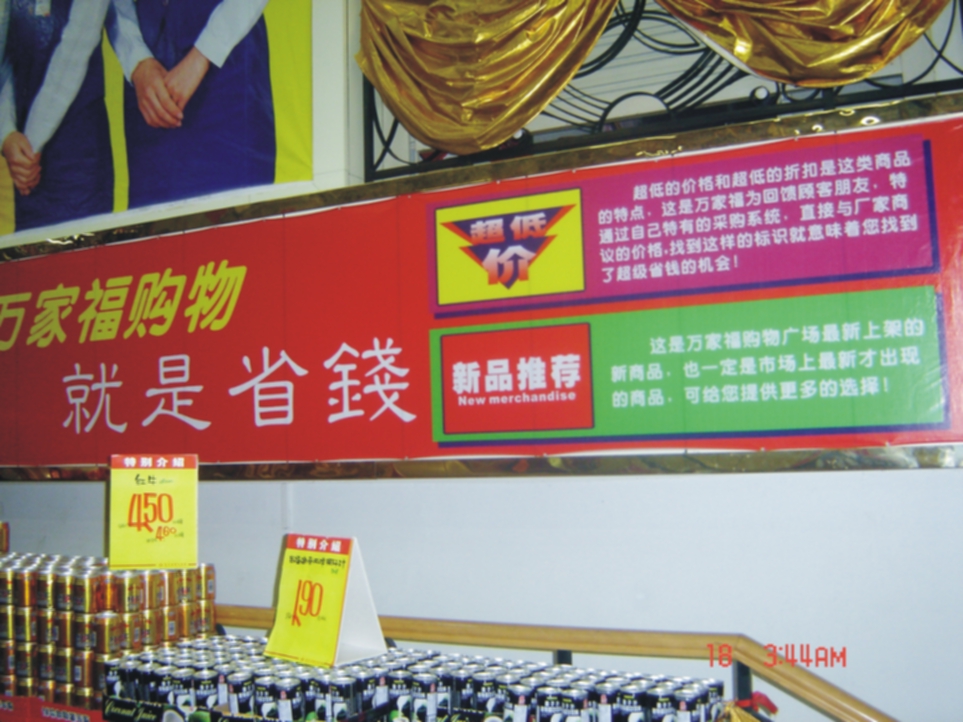 超低的价格和超低的折扣是这类商品
的特点，这是万家福为回馈顾客朋友，特
通过自己特有的采购系统，直接与厂家商
议的价格,找到这样的标识就意味着您找到
了超级省钱的机会！
超低
价
万家福购物
就是省錢
这是万家福购物广场最新上架的
新商品，也一定是市场上最新才出现
的商品，可给您提供更多的选择！
新品推荐
New merchandise
特别介绍
450
460
特别介绍
190
Coconut Juice
18 3:44AM